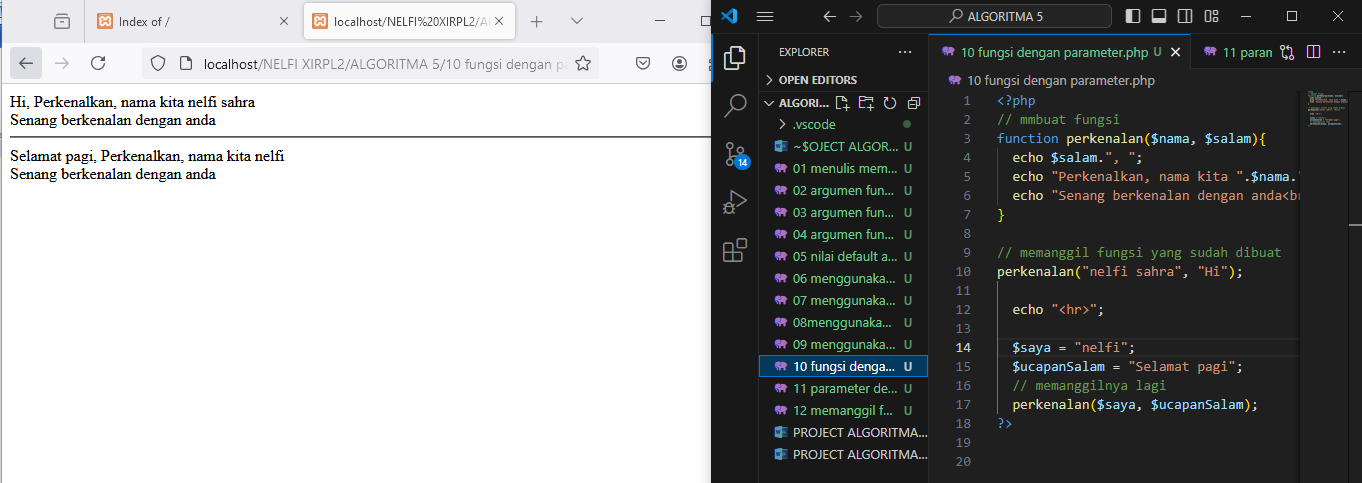 Index of /
localhost/NELFI%20XIRPL2/AL
localhost/NELFI XIRPL2/ALGORITMA 5/10 fungsi dengan pa
Hi, Perkenalkan, nama kita nelfi sahra
Senang berkenalan dengan anda
Selamat pagi, Perkenalkan, nama kita nelfi
Senang berkenalan dengan anda
ALGORITMA 5
EXPLORER
OPEN EDITORS
ALGORI...
.vscode
~$OJECT ALGOR...
01 menulis mem... U
02 argumen fun... U
03 argumen fun... U
04 argumen fun... U
05 nilai default a... U
06 menggunaka... U
07 menggunaka... U
08menggunaka... U
09 menggunaka... U
10 fungsi denga... U
11 parameter de... U
12 memanggil f... U
PROJECT ALGORITMA...
PROJECT ALGORITMA...
14
10 fungsi dengan parameter.php U
11 paran
10 fungsi dengan parameter.php
1 <?php
2 // mmbuat fungsi
3 function perkenalan($nama, $salam){
4 echo $salam.", ";
5 echo "Perkenalkan, nama kita ".$nama."
6 echo "Senang berkenalan dengan anda<br
7 }
8
9 // memanggil fungsi yang sudah dibuat
10 perkenalan("nelfi sahra", "Hi");
11
12 echo "<hr>";
13
14 $saya = "nelfi";
15 $ucapanSalam = "Selamat pagi";
16 // memanggilnya lagi
17 perkenalan($saya, $ucapanSalam);
18 ?>
19
20